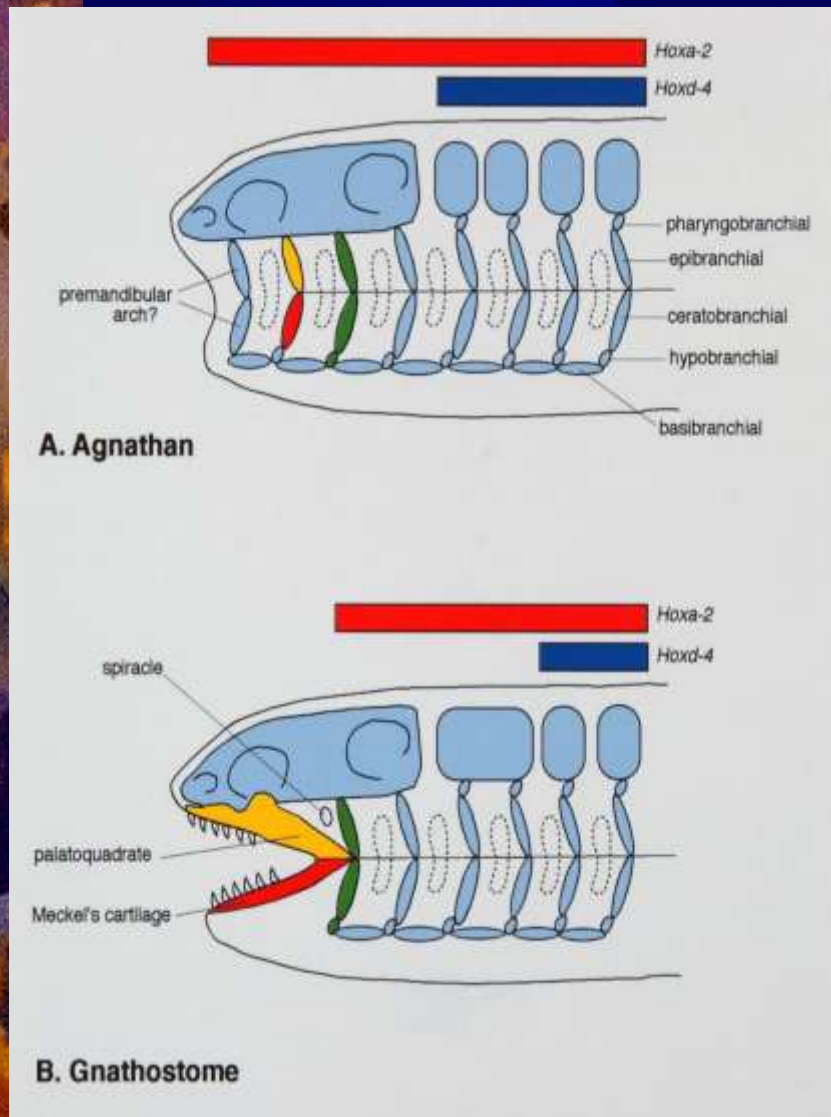 Hoxa-2
Hoxd-4
pharyngobranchial
epibranchial
premandibular
arch?
ceratobranchial
hypobranchial
basibranchial
A. Agnathan
Hoxa-2
Hoxd-4
spiracle
palatoquadrate
Meckel's cartilage
B. Gnathostome